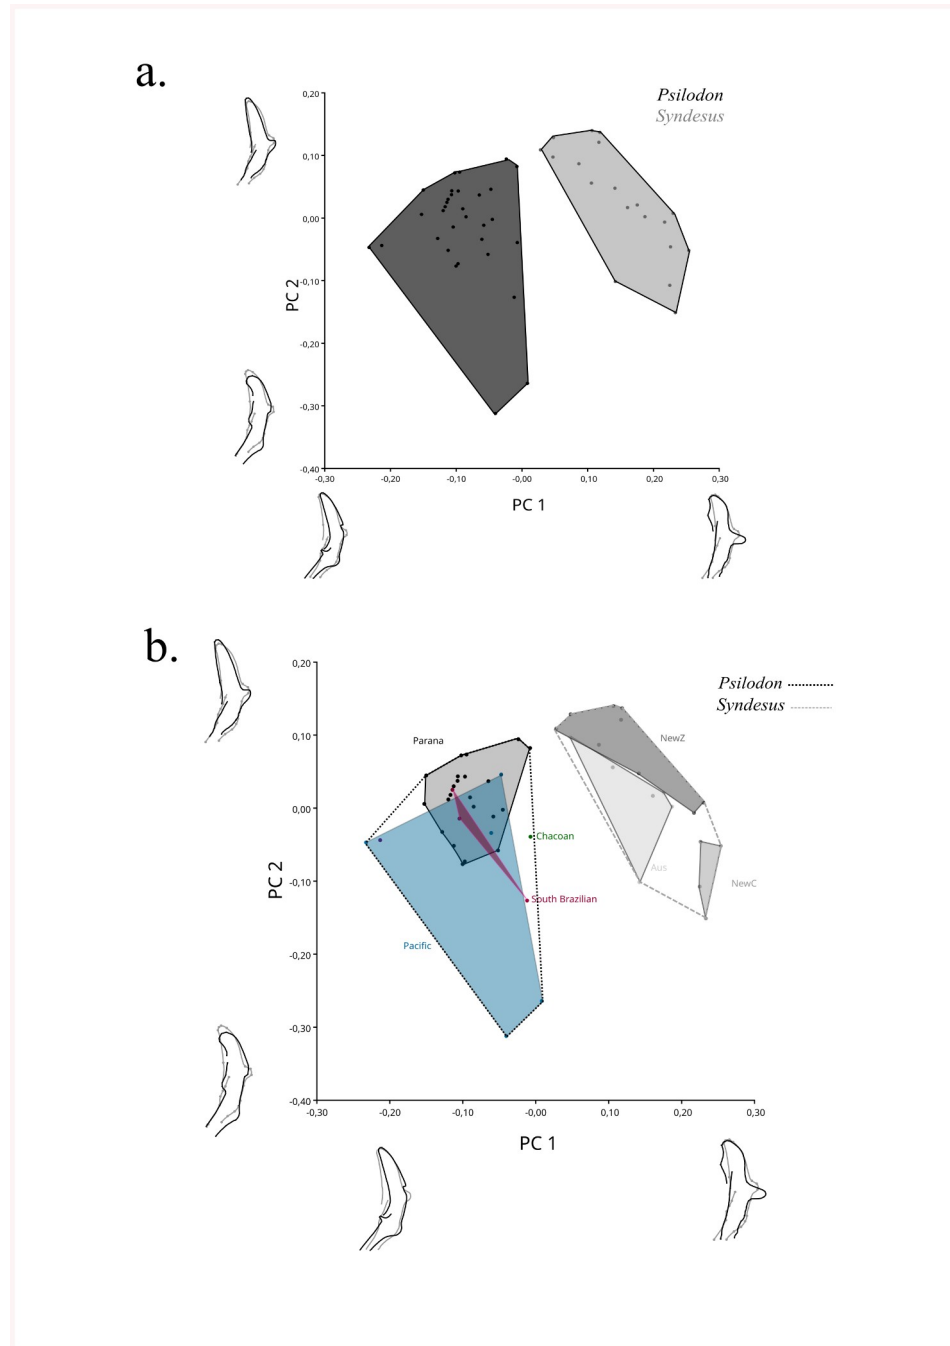 a.
Psilodon
Syndesus
0,20
0,10
0,00
-0,10
-0,20
-0,30
-0,40
PC 2
-0,30 -0,20 -0,10 -0,00 0,10 0,20 0,30
PC 1
b.
Psilodon
Syndesus
0,20
0,10
0,00
-0,10
-0,20
-0,30
-0,40
PC 2
Parana
NewZ
Chacoan
Aus
NewC
South Brazilian
Pacific
-0,30 -0,20 -0,10 -0,00 0,10 0,20 0,30
PC 1